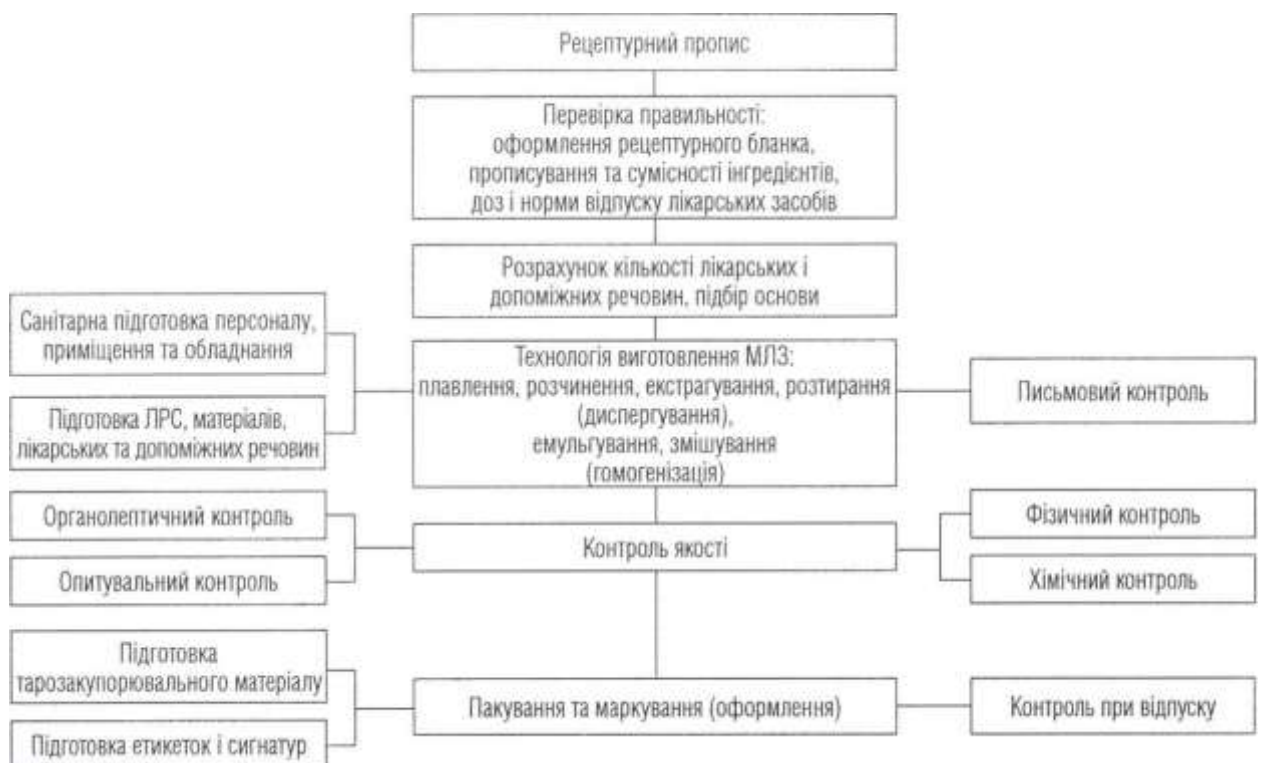 Рецептурний пропис
Перевірка правильності:
оформлення рецептурного бланка,
прописування та сумісності інгредієнтів,
доз і норми відпуску лікарських засобів
Розрахунок кількості лікарських і
допоміжних речовин, підбір основи
Санітарна підготовка персоналу,
приміщення та обладнання
Підготовка ЛРС, матеріалів,
лікарських та допоміжних речовин
Технологія виготовлення МЛЗ:
плавлення, розчинення, екстрагування, розтирання
(диспергування),
емульгування, змішування
(гомогенізація)
Письмовий контроль
Органолептичний контроль
Опитувальний контроль
Контроль якості
Фізичний контроль
Хімічний контроль
Підготовка
тарозакупорювального матеріалу
Підготовка етикеток і сигнатур
Пакування та маркування (оформлення)
Контроль при відпуску